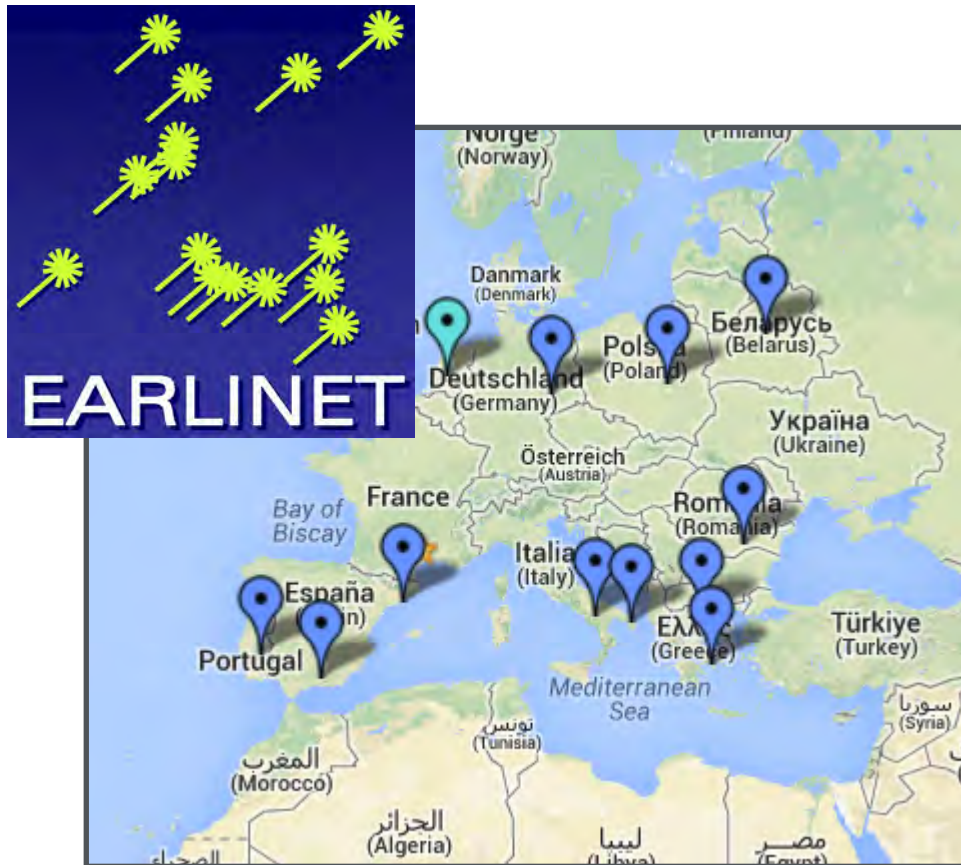 EARLINET
Norge
(Norway)
(Finland)
Danmark
(Denmark)
Беларусь
(Belarus)
(Poland)
Deutschland
(Germany)
Україна
(Ukraine)
Österreich
(Austria)
France
Bay of
Biscay
(Romania)
Italia
(Italy)
España
Portugal
(Greece)
Türkiye
(Turkey)
Mediterranean
Sea
سوريا
(Syria)
تونس
(Tunisia)
المغرب
(Morocco)
الجزائر
(Algeria)
ليبيا
(Libya)
مصر
(Egypt)